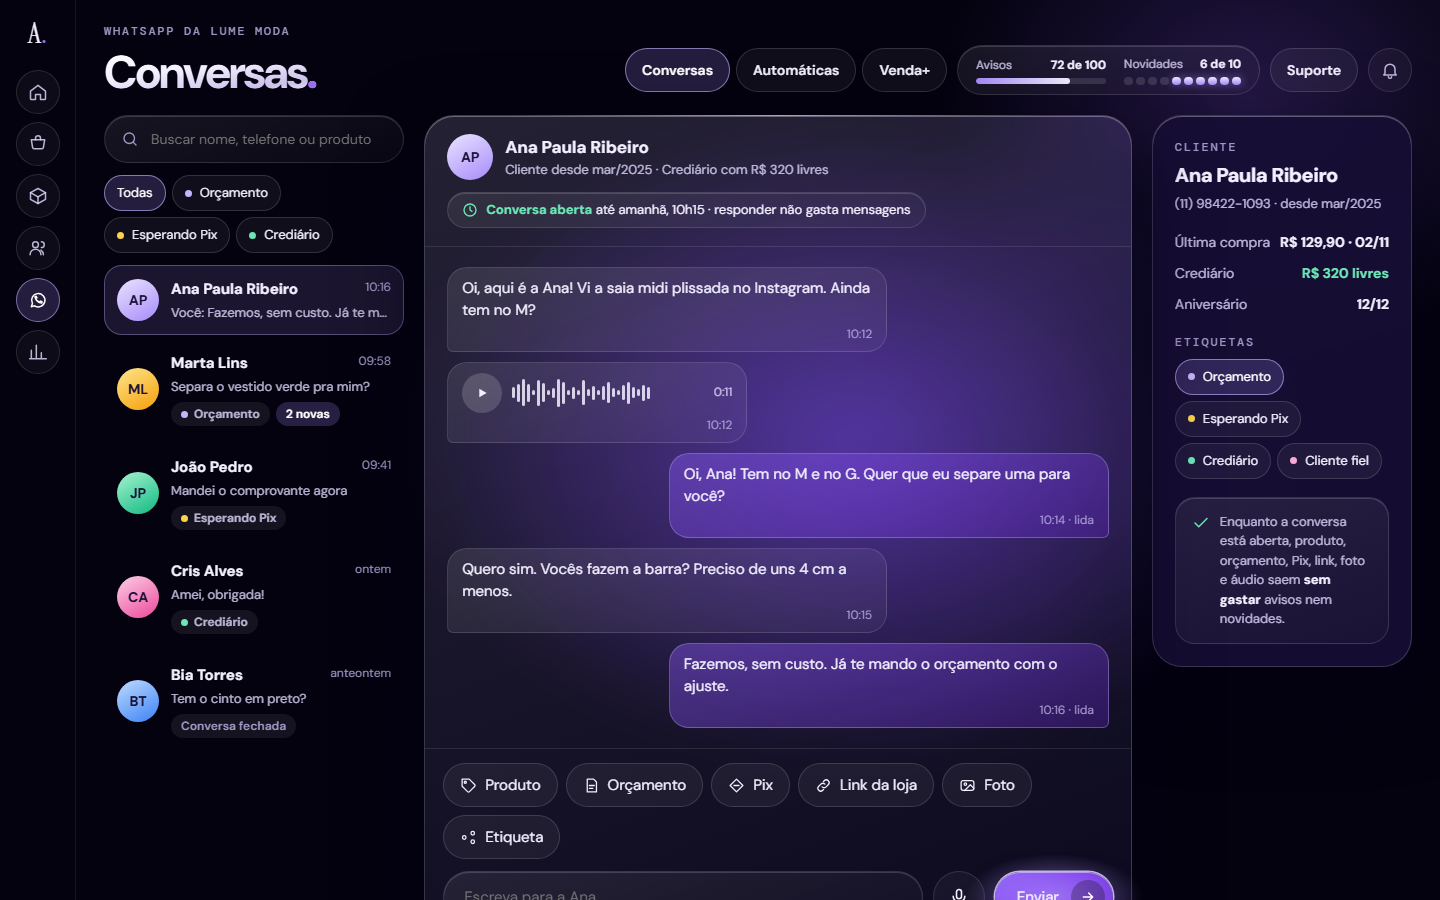 A.
WHATSAPP DA LUME MODA
Conversas.
Conversas
Automáticas
Venda+
Avisos 72 de 100
Novidades 6 de 10
Suporte
Buscar nome, telefone ou produto
Todas
Orçamento
Esperando Pix
Crediário
AP
Ana Paula Ribeiro 10:16
Você: Fazemos, sem custo. Já te m...
ML
Marta Lins 09:58
Separa o vestido verde pra mim?
Orçamento
2 novas
JP
João Pedro 09:41
Mandei o comprovante agora
Esperando Pix
CA
Cris Alves ontem
Amei, obrigada!
Crediário
BT
Bia Torres anteontem
Tem o cinto em preto?
Conversa fechada
AP
Ana Paula Ribeiro
Cliente desde mar/2025 · Crediário com R$ 320 livres
Conversa aberta até amanhã, 10h15 · responder não gasta mensagens
Oi, aqui é a Ana! Vi a saia midi plissada no Instagram. Ainda
tem no M?
10:12
0:11
10:12
Oi, Ana! Tem no M e no G. Quer que eu separe uma para
você?
10:14 · lida
Quero sim. Vocês fazem a barra? Preciso de uns 4 cm a
menos.
10:15
Fazemos, sem custo. Já te mando o orçamento com o
ajuste.
10:16 · lida
Produto
Orçamento
Pix
Link da loja
Foto
Etiqueta
Escreva para a Ana
Enviar
CLIENTE
Ana Paula Ribeiro
(11) 98422-1093 · desde mar/2025
Última compra R$ 129,90 · 02/11
Crediário R$ 320 livres
Aniversário 12/12
ETIQUETAS
Orçamento
Esperando Pix
Crediário
Cliente fiel
Enquanto a conversa
está aberta, produto,
orçamento, Pix, link, foto
e áudio saem sem
gastar avisos nem
novidades.